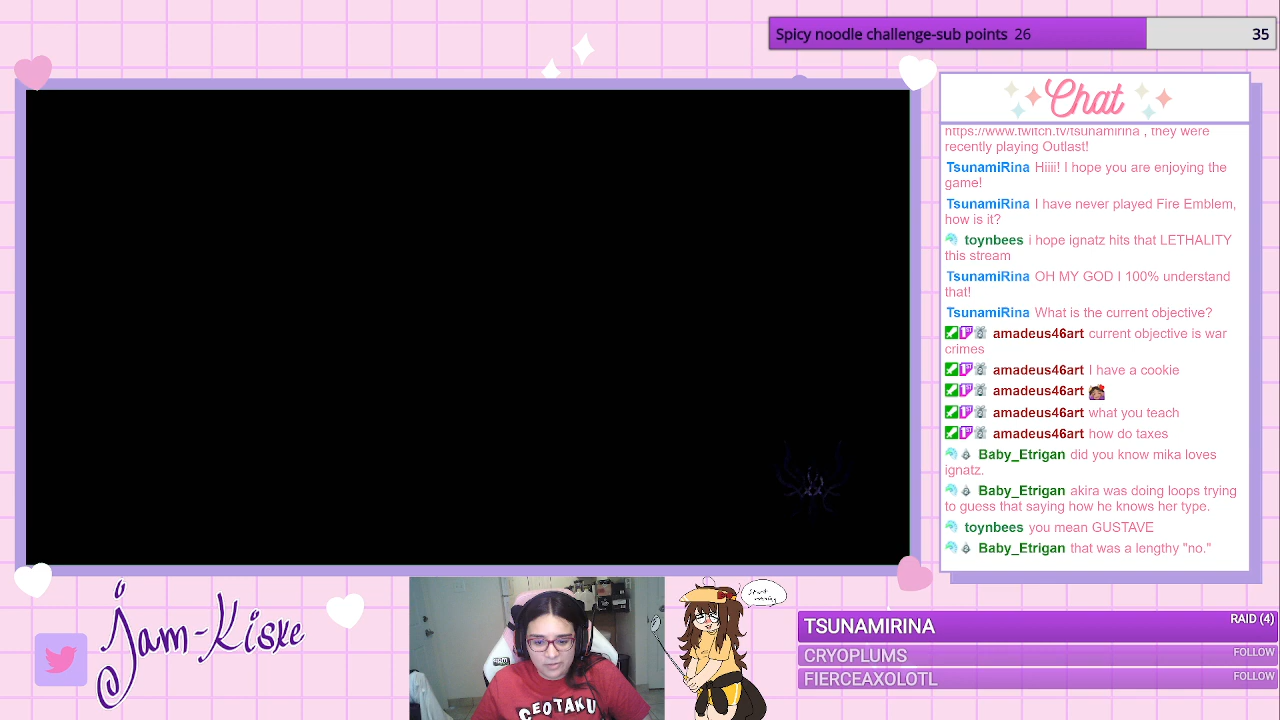 Spicy noodle challenge-sub points 26
35
Chat
https://www.twitch.tv/tsunamirina , they were
recently playing Outlast!
TsunamiRina Hiiii! I hope you are enjoying the
game!
TsunamiRina I have never played Fire Emblem,
how is it?
toynbees i hope ignatz hits that LETHALITY
this stream
TsunamiRina OH MY GOD I 100% understand
that!
TsunamiRina What is the current objective?
amadeus46art current objective is war
crimes
amadeus46art I have a cookie
amadeus46art
amadeus46art what you teach
amadeus46art how do taxes
Baby_Etrigan did you know mika loves
ignatz.
Baby_Etrigan akira was doing loops trying
to guess that saying how he knows her type.
toynbees you mean GUSTAVE
Baby_Etrigan that was a lengthy "no."
Jam-Kiske
CEOTAKU
TSUNAMIRINA
RAID (4)
CRYOPLUMS
FOLLOW
FIERCEAXOLOTL
FOLLOW